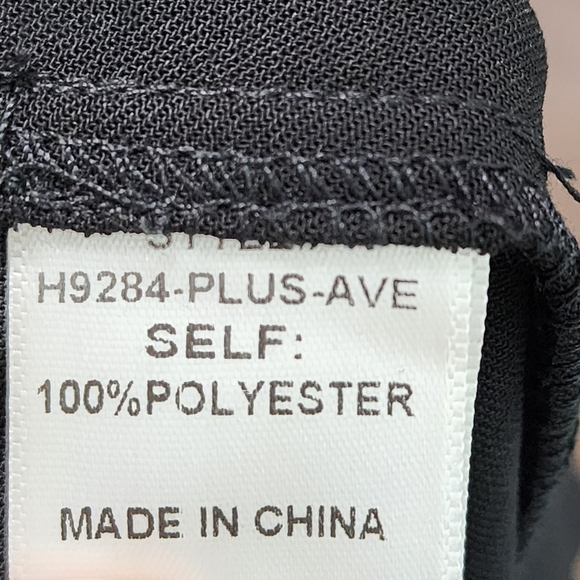 H9284-PLUS-AVE
SELF:
100%POLYESTER
MADE IN CHINA